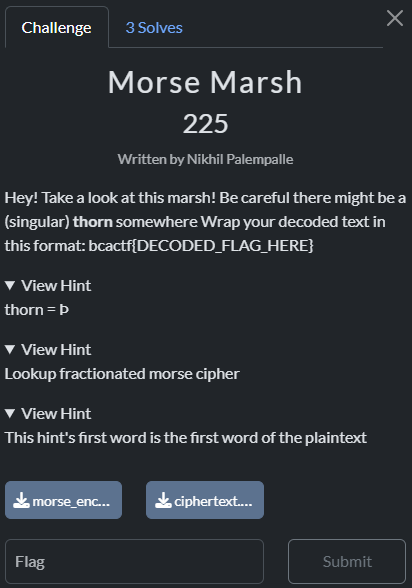 Challenge
3 Solves
Morse Marsh
225
Written by Nikhil Palempalle
Hey! Take a look at this marsh! Be careful there might be a
(singular) thorn somewhere Wrap your decoded text in
this format: bcactf{DECODED_FLAG_HERE}
▼ View Hint
thorn = Þ
▼ View Hint
Lookup fractionated morse cipher
▼ View Hint
This hint's first word is the first word of the plaintext
morse_enc...
ciphertext....
Flag
Submit